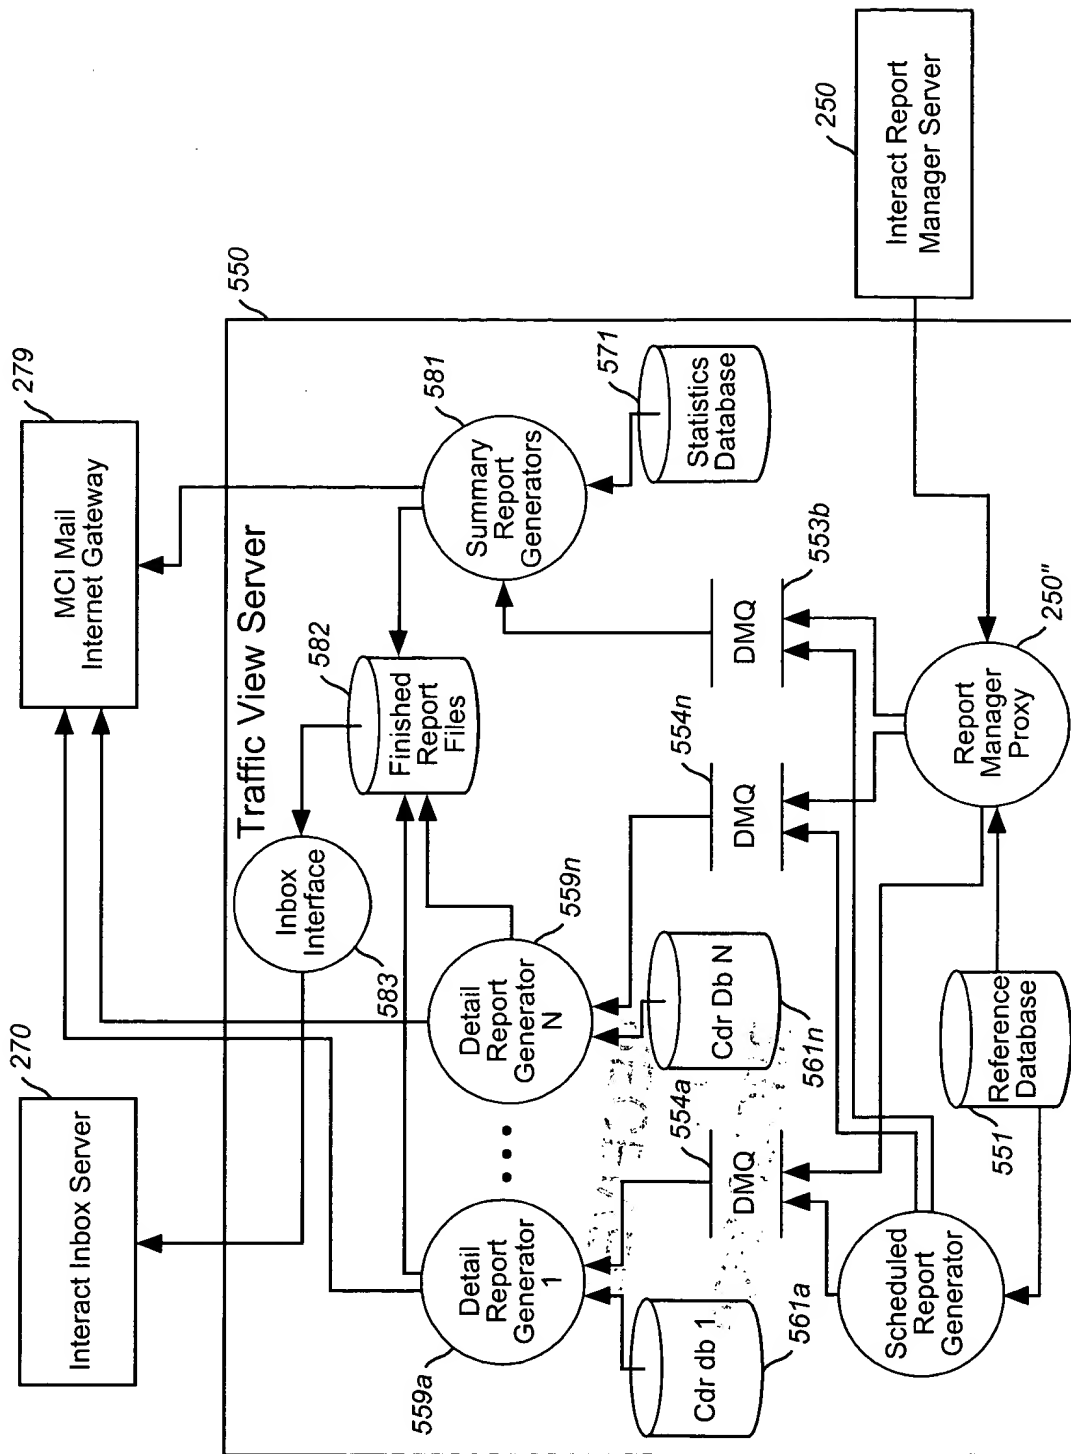 270
Interact Inbox Server
279
MCI Mail
Internet Gateway
550
Traffic View Server
Inbox
Interface
583
582
Finished
Report
Files
581
Summary
Report
Generators
571
Statistics
Database
559a
Detail
Report
Generator
1
559n
Detail
Report
Generator
N
Cdr db 1
561a
Cdr Db N
561n
554a
DMQ
554n
DMQ
553b
DMQ
Scheduled
Report
Generator
551
Reference
Database
250"
Report
Manager
Proxy
250
Interact Report
Manager Server